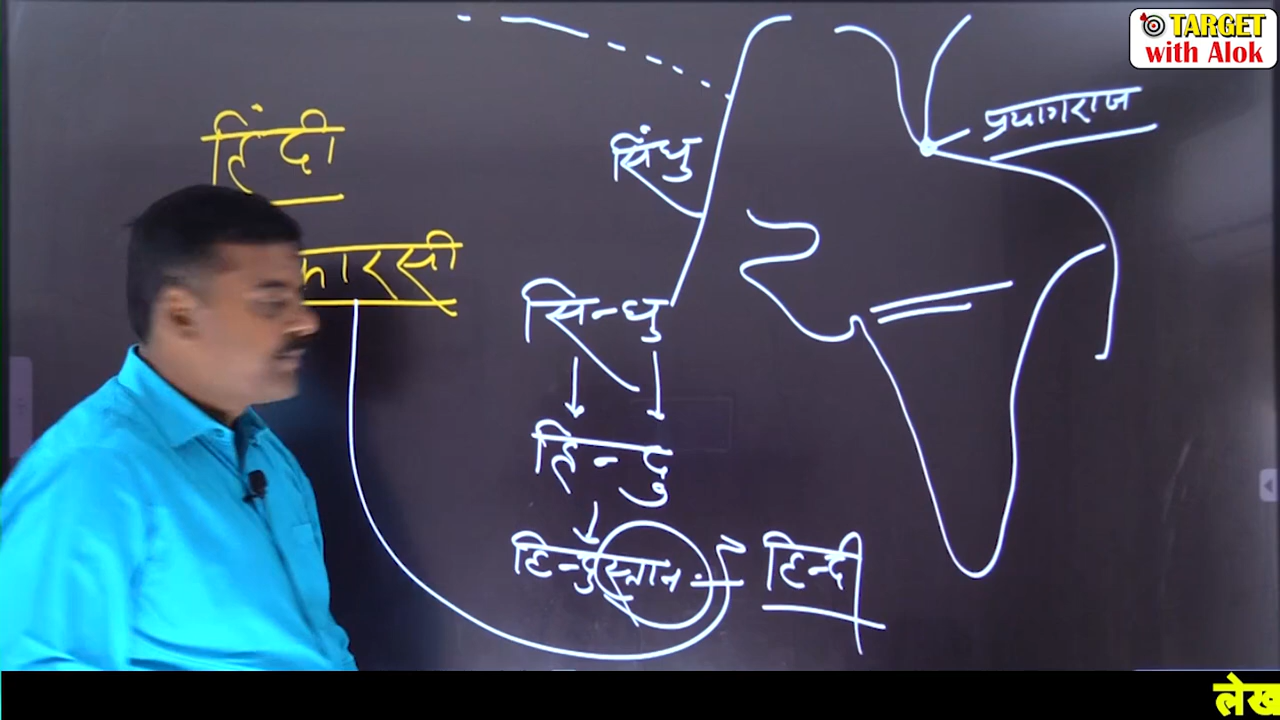 TARGET
with Alok
हिंदी
फारसी
सिंधु
प्रयागराज
सिन्धु
हिन्दु
हिन्दुस्तान
हिन्दी
लेख